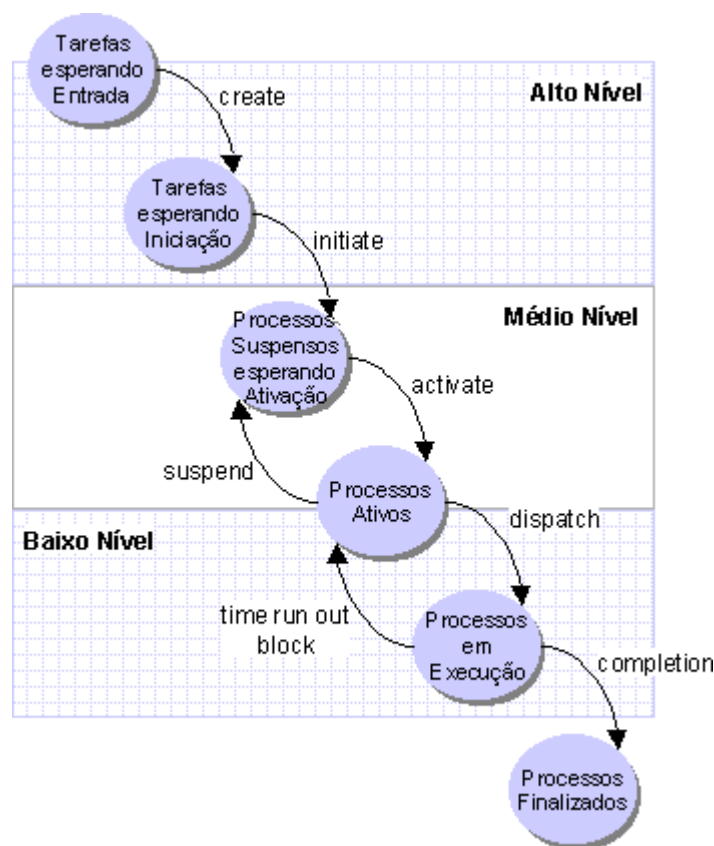 Tarefas
esperando
Entrada
create
Alto Nível
Tarefas
esperando
Iniciação
initiate
Médio Nível
Processos
Suspensos
esperando
Ativação
activate
suspend
Processos
Ativos
dispatch
Baixo Nível
time run out
block
Processos
em
Execução
completion
Processos
Finalizados